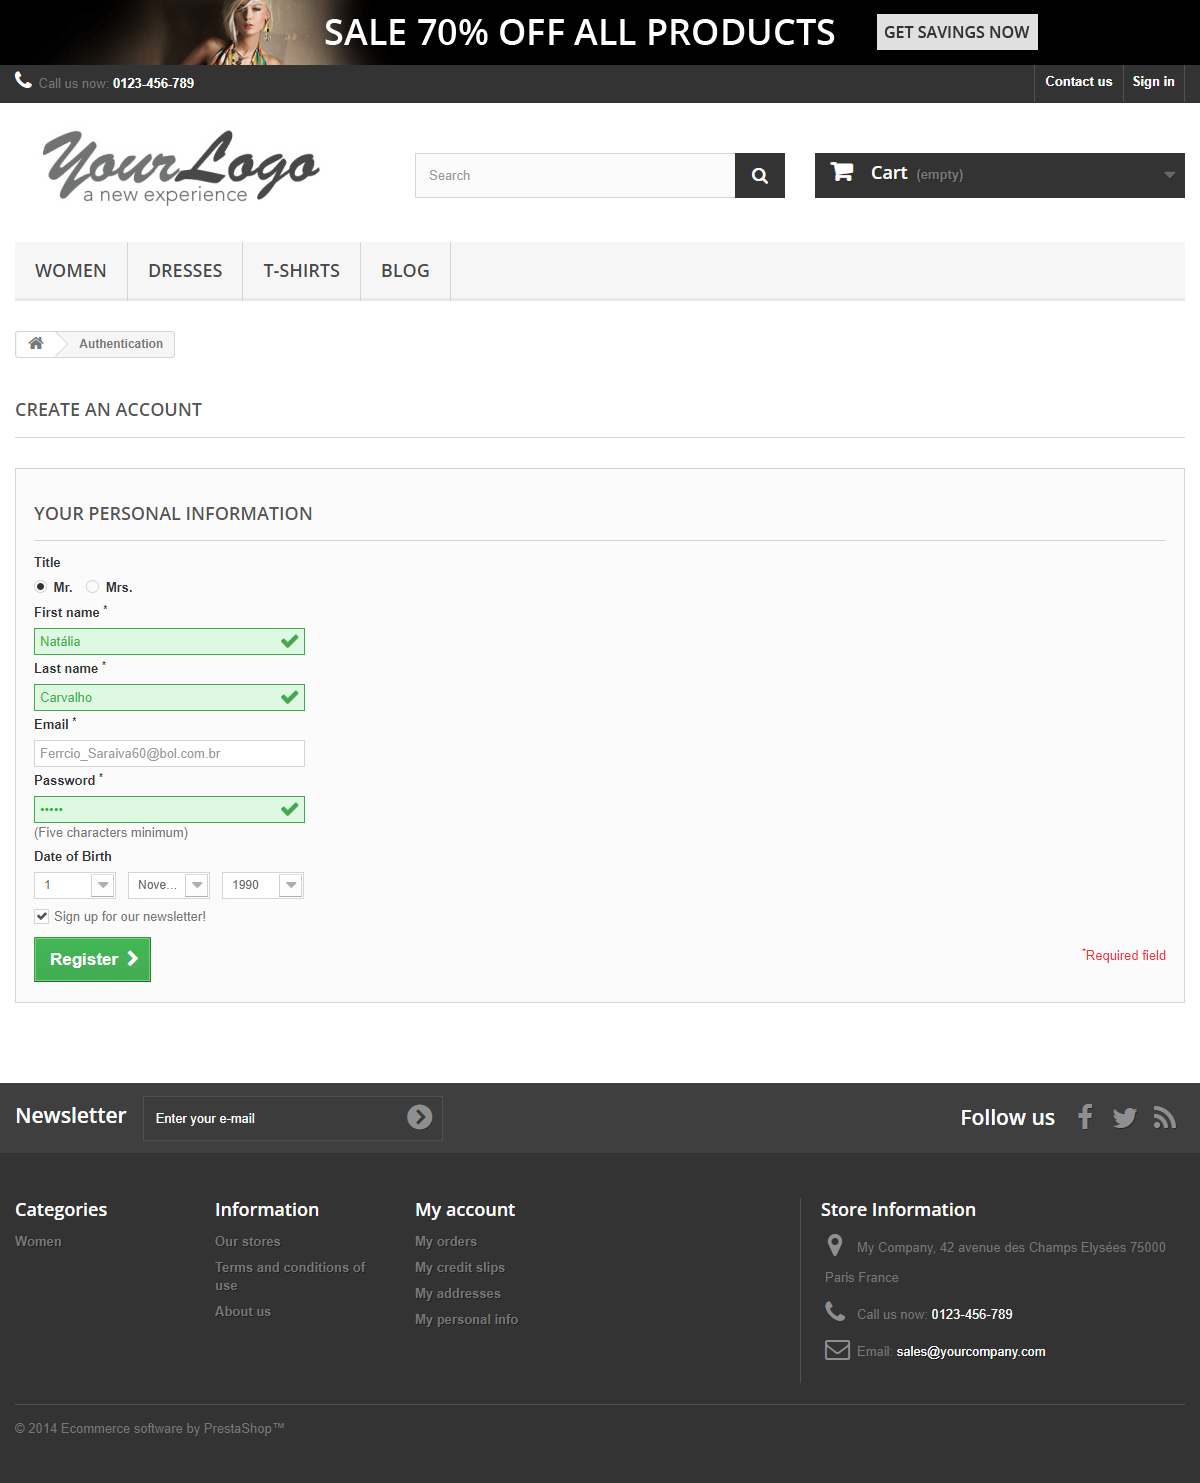 SALE 70% OFF ALL PRODUCTS GET SAVINGS NOW
Call us now: 0123-456-789 Contact us Sign in
YourLogo
a new experience
Search
Cart (empty)
WOMEN DRESSES T-SHIRTS BLOG
Authentication
CREATE AN ACCOUNT
YOUR PERSONAL INFORMATION
Title
Mr. Mrs.
First name *
Natália
Last name *
Carvalho
Email *
Ferrcio_Saraiva60@bol.com.br
Password *
•••••
(Five characters minimum)
Date of Birth
1 Nove... 1990
Sign up for our newsletter!
Register
*Required field
Newsletter Enter your e-mail Follow us
Categories
Women
Information
Our stores
Terms and conditions of
use
About us
My account
My orders
My credit slips
My addresses
My personal info
Store Information
My Company, 42 avenue des Champs Elysées 75000
Paris France
Call us now: 0123-456-789
Email: sales@yourcompany.com
© 2014 Ecommerce software by PrestaShop™